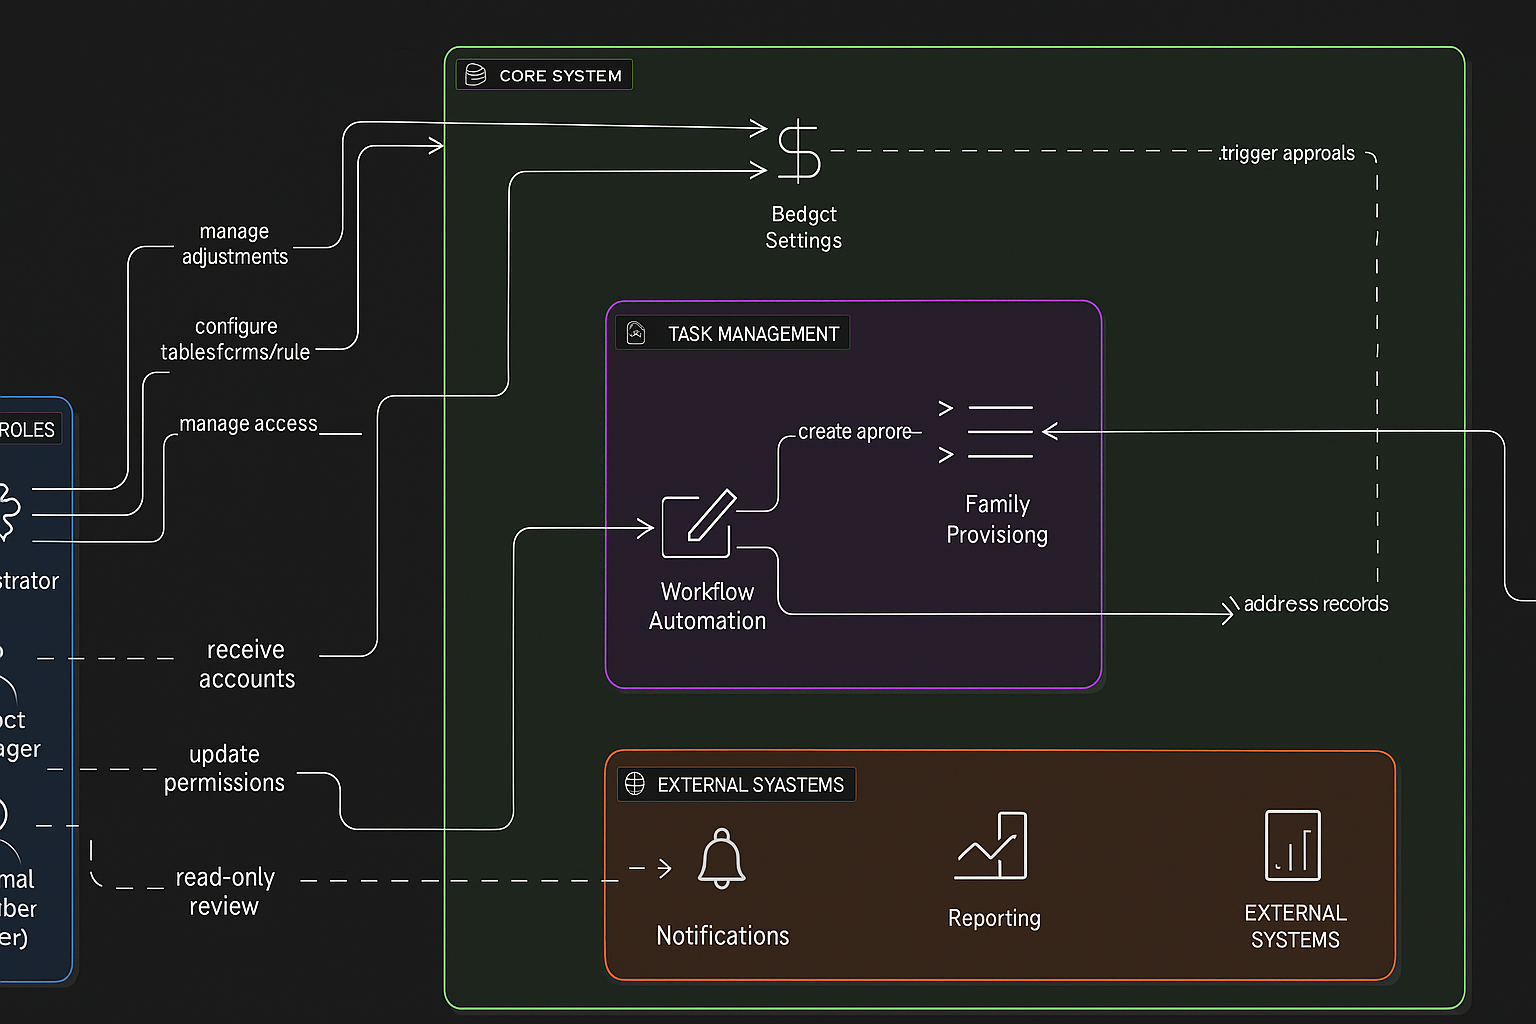 CORE SYSTEM
.trigger approals
Bedgct
Settings
manage
adjustments
configure
tablesfcrms/rule
manage access
ROLES
strator
TASK MANAGEMENT
create aprore
Family
Provisiong
Workflow
Automation
address records
receive
accounts
oct
ager
update
permissions
EXTERNAL SYASTEMS
read-only
review
mal
ber
er)
Notifications
Reporting
EXTERNAL
SYSTEMS